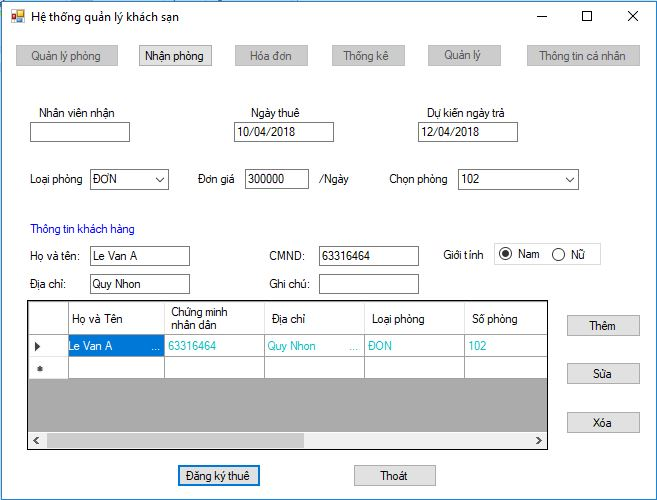 Hệ thống quản lý khách sạn
Quản lý phòng Nhận phòng Hóa đơn Thống kê Quản lý Thông tin cá nhân
Nhân viên nhận Ngày thuê Dự kiến ngày trả
10/04/2018 12/04/2018
Loại phòng ĐƠN Đơn giá 300000 /Ngày Chọn phòng 102
Thông tin khách hàng
Họ và tên: Le Van A CMND: 63316464 Giới tính Nam Nữ
Địa chỉ: Quy Nhon Ghi chú:
Họ và Tên Chứng minh nhân dân Địa chỉ Loại phòng Số phòng
Le Van A ... 63316464 Quy Nhon .... ĐON 102
Thêm
Sửa
Xóa
Đăng ký thuê Thoát